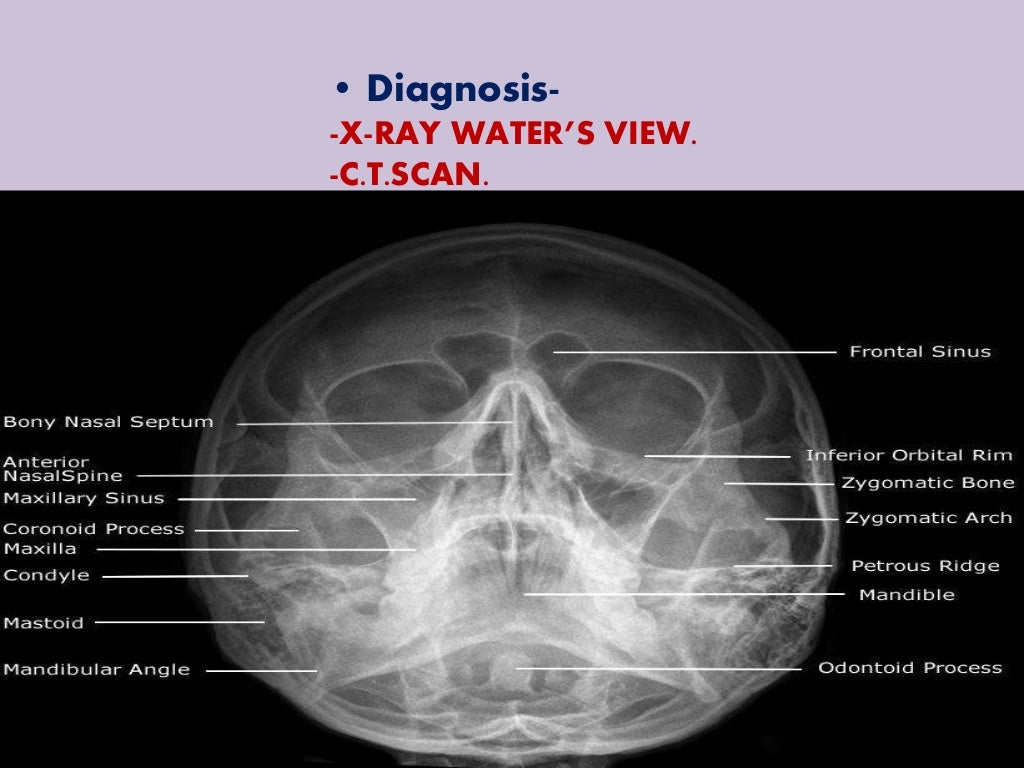 • Diagnosis-
-X-RAY WATER’S VIEW.
-C.T.SCAN.
Frontal Sinus
Bony Nasal Septum
Inferior Orbital Rim
Anterior
NasalSpine
Zygomatic Bone
Maxillary Sinus
Zygomatic Arch
Coronoid Process
Maxilla
Petrous Ridge
Condyle
Mandible
Mastoid
Odontoid Process
Mandibular Angle